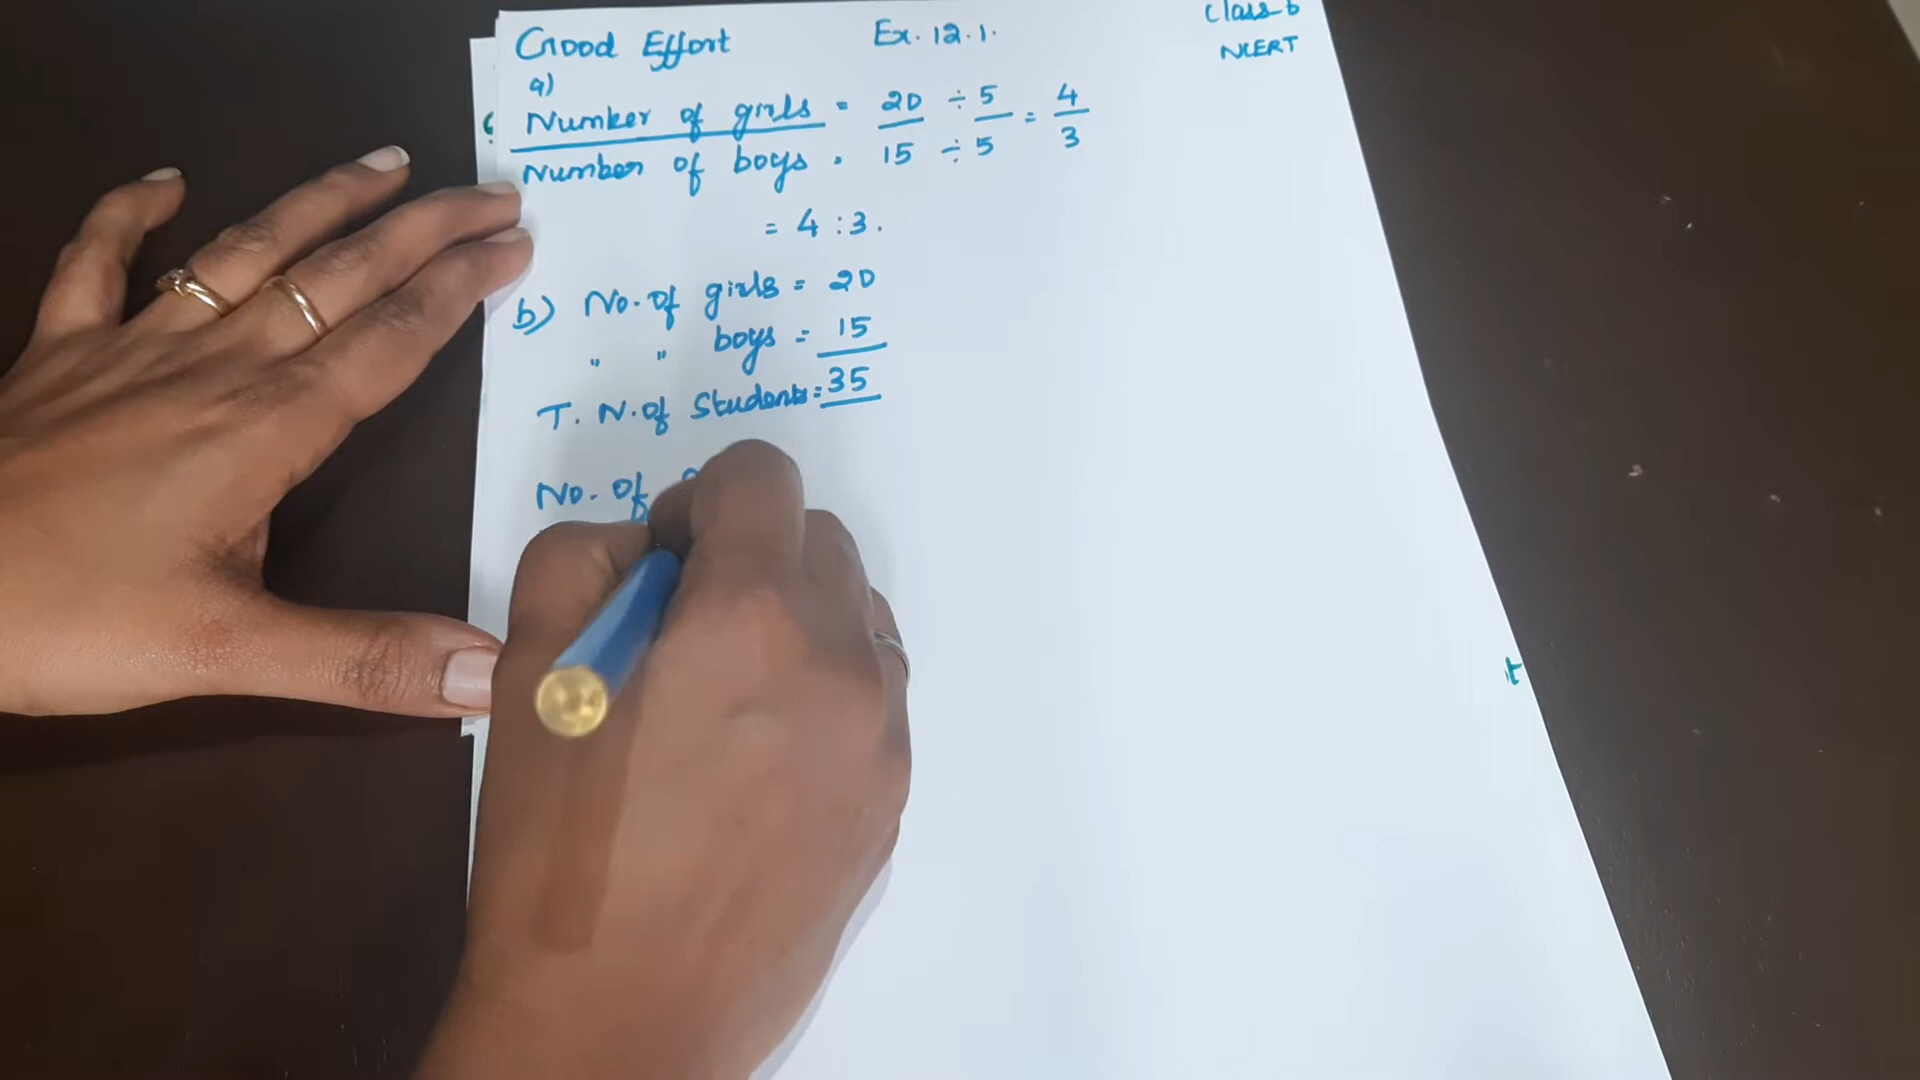 Good Effort Ex. 12.1. Class-6
NCERT
a)
Number of girls = 20 ÷ 5 = 4
Number of boys . 15 ÷ 5 3
= 4 : 3.
b) No. of girls = 20
" " boys = 15
T. N. of Students = 35
No. of
t